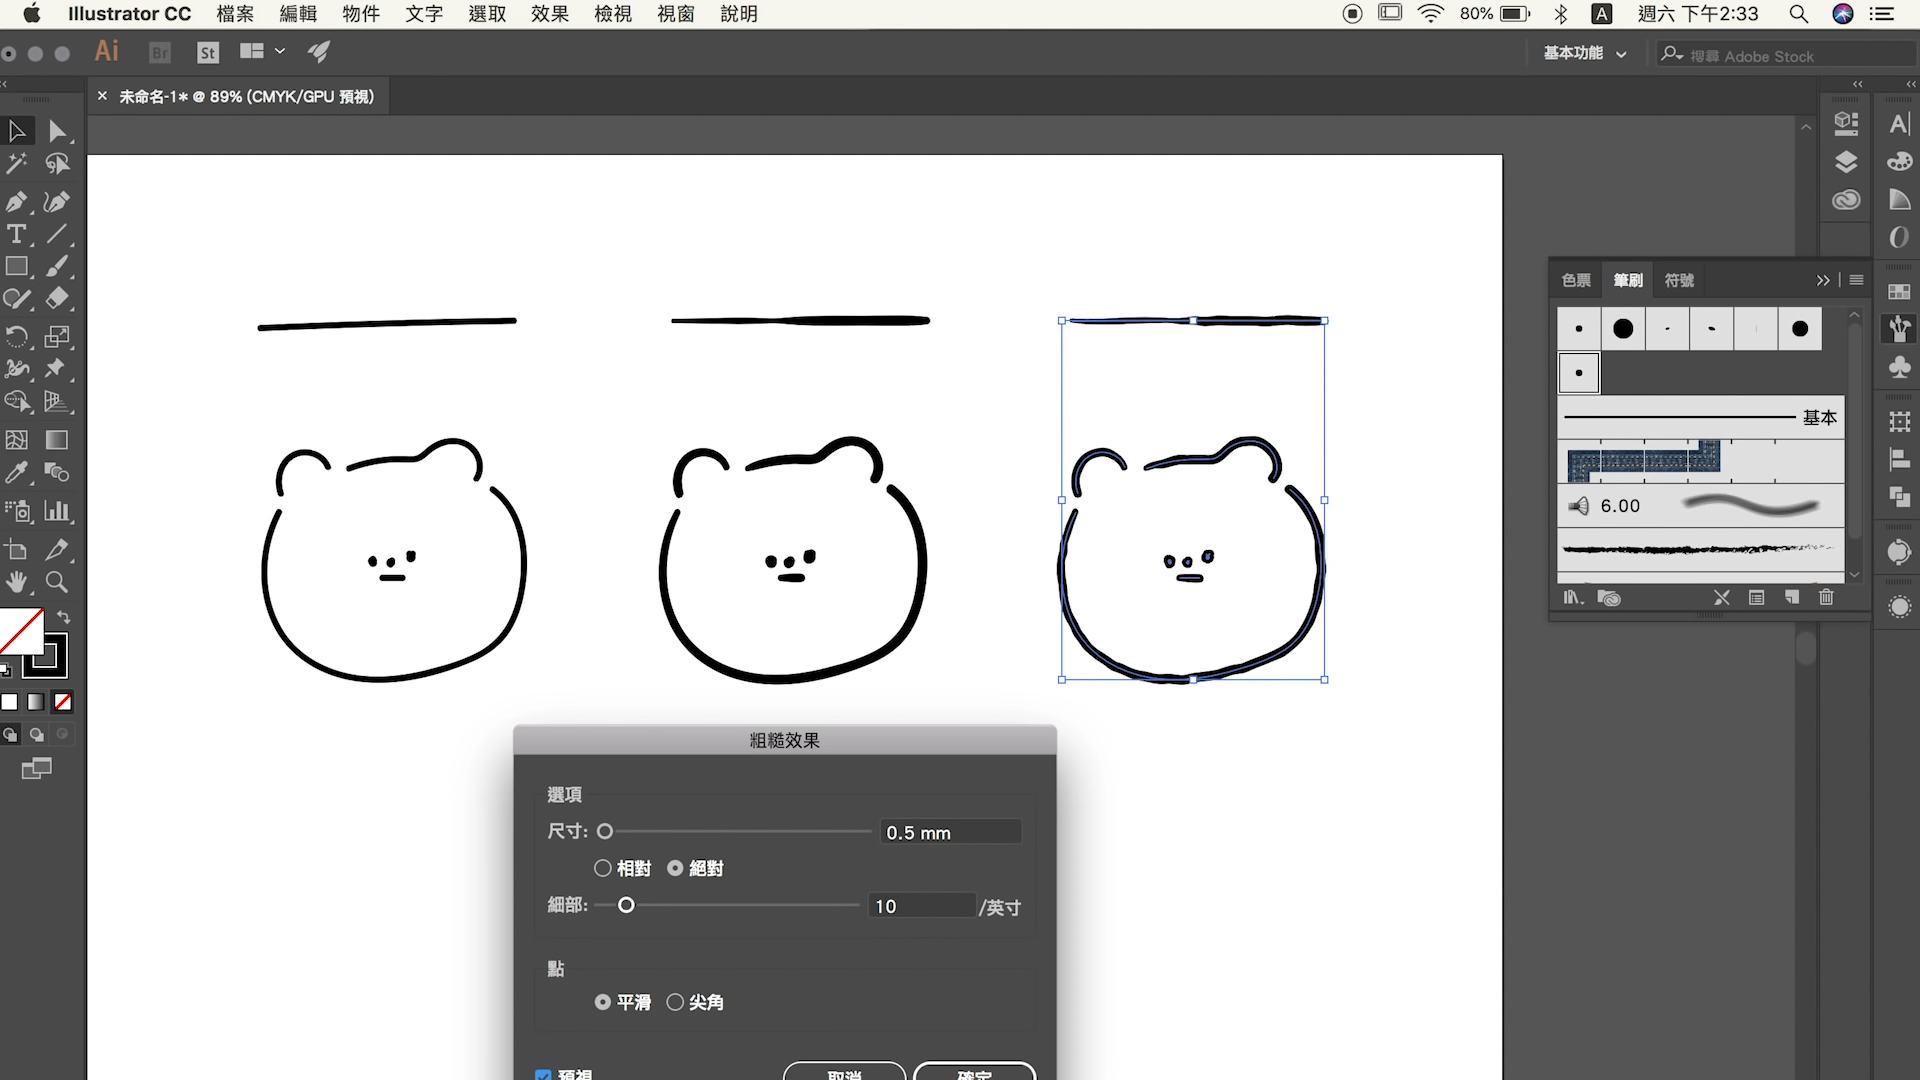 Illustrator CC 檔案 編輯 物件 文字 選取 效果 檢視 視窗 說明 80% A 週六 下午2:33
Ai Br St 基本功能 搜尋 Adobe Stock
× 未命名-1* @ 89% (CMYK/GPU 預視)
色票 筆刷 符號
基本
6.00
粗糙效果
選項
尺寸: 0.5 mm
相對 絕對
細部: 10 /英寸
點
平滑 尖角
預視 取消 確定